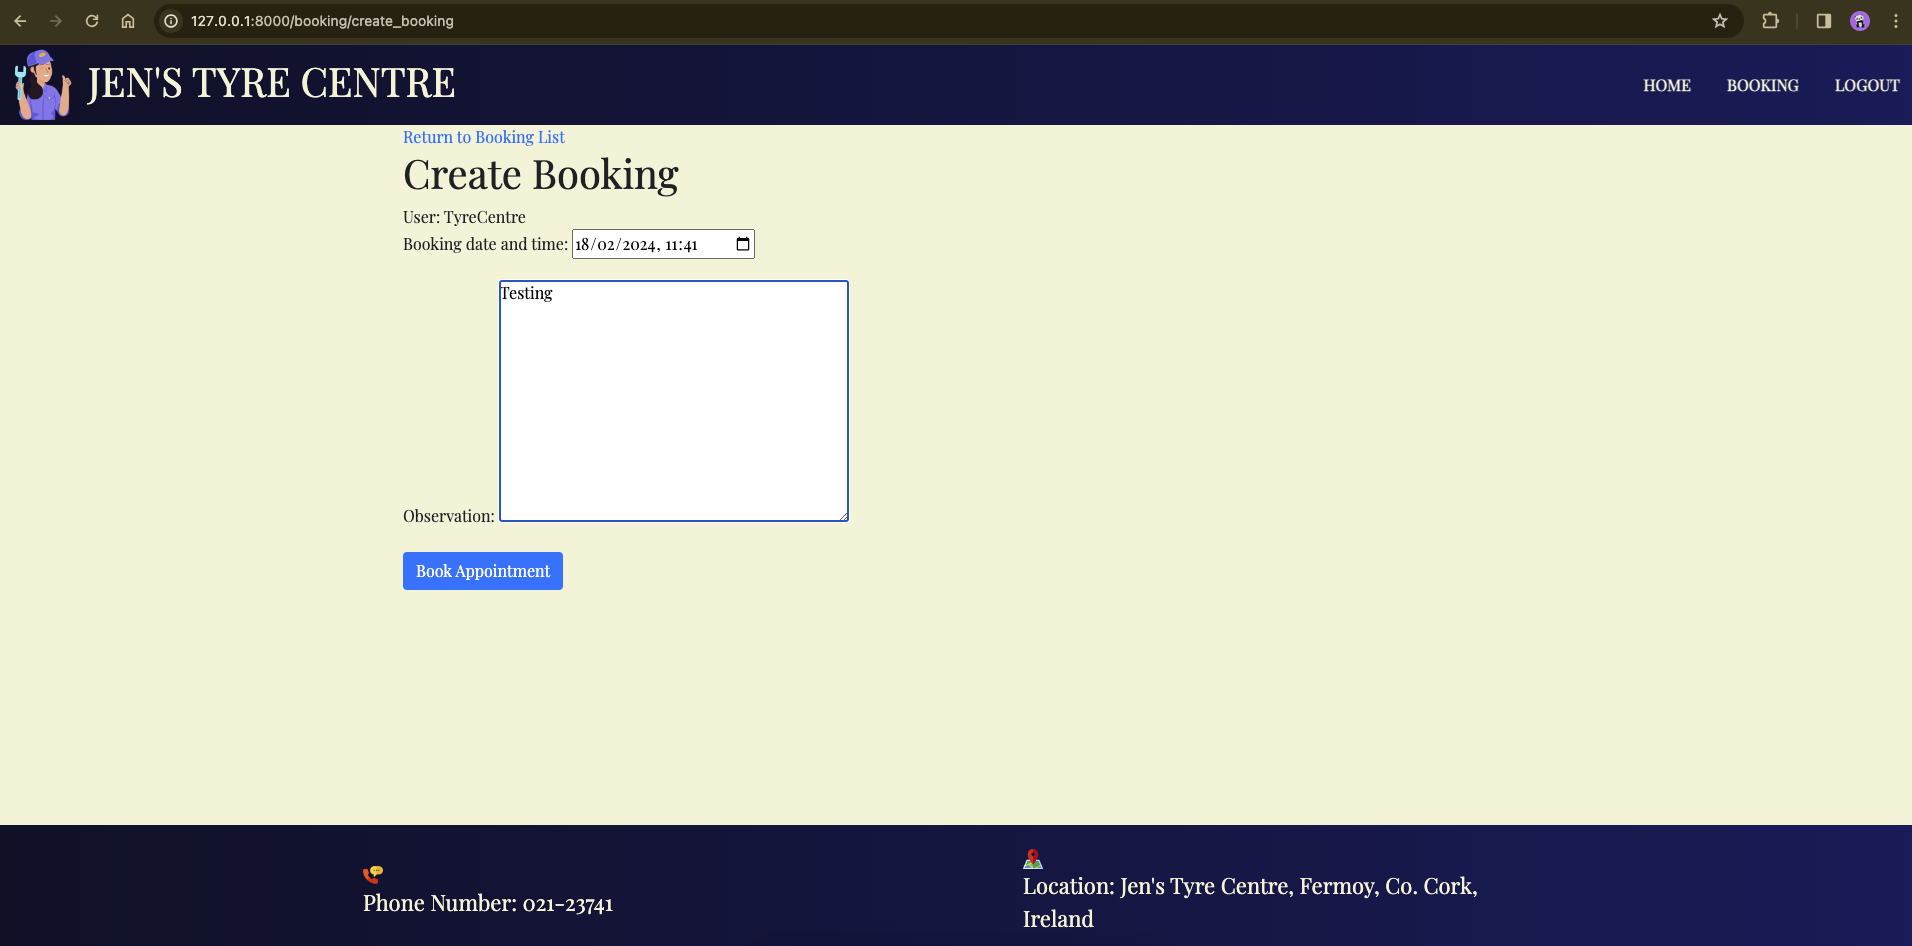 127.0.0.1:8000/booking/create_booking
JEN'S TYRE CENTRE
HOME BOOKING LOGOUT
Return to Booking List
Create Booking
User: TyreCentre
Booking date and time: 18/02/2024, 11:41
Testing
Observation:
Book Appointment
Phone Number: 021-23741
Location: Jen's Tyre Centre, Fermoy, Co. Cork,
Ireland